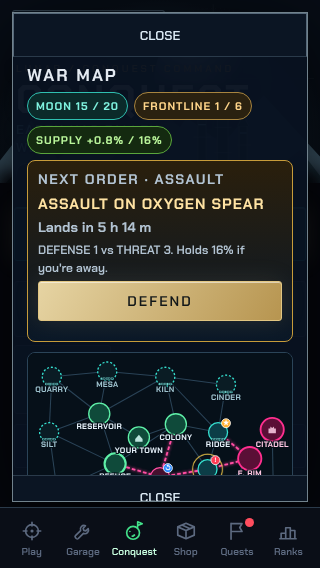 CLOSE
WAR MAP
MOON 15 / 20
FRONTLINE 1 / 6
SUPPLY +0.8% / 16%
NEXT ORDER · ASSAULT
ASSAULT ON OXYGEN SPEAR
Lands in 5 h 14 m
DEFENSE 1 vs THREAT 3. Holds 16% if
you're away.
DEFEND
QUARRY
MESA
KILN
CINDER
RESERVOIR
COLONY
SILT
YOUR TOWN
RIDGE
CITADEL
E. RIM
CLOSE
Play
Garage
Conquest
Shop
Quests
Ranks